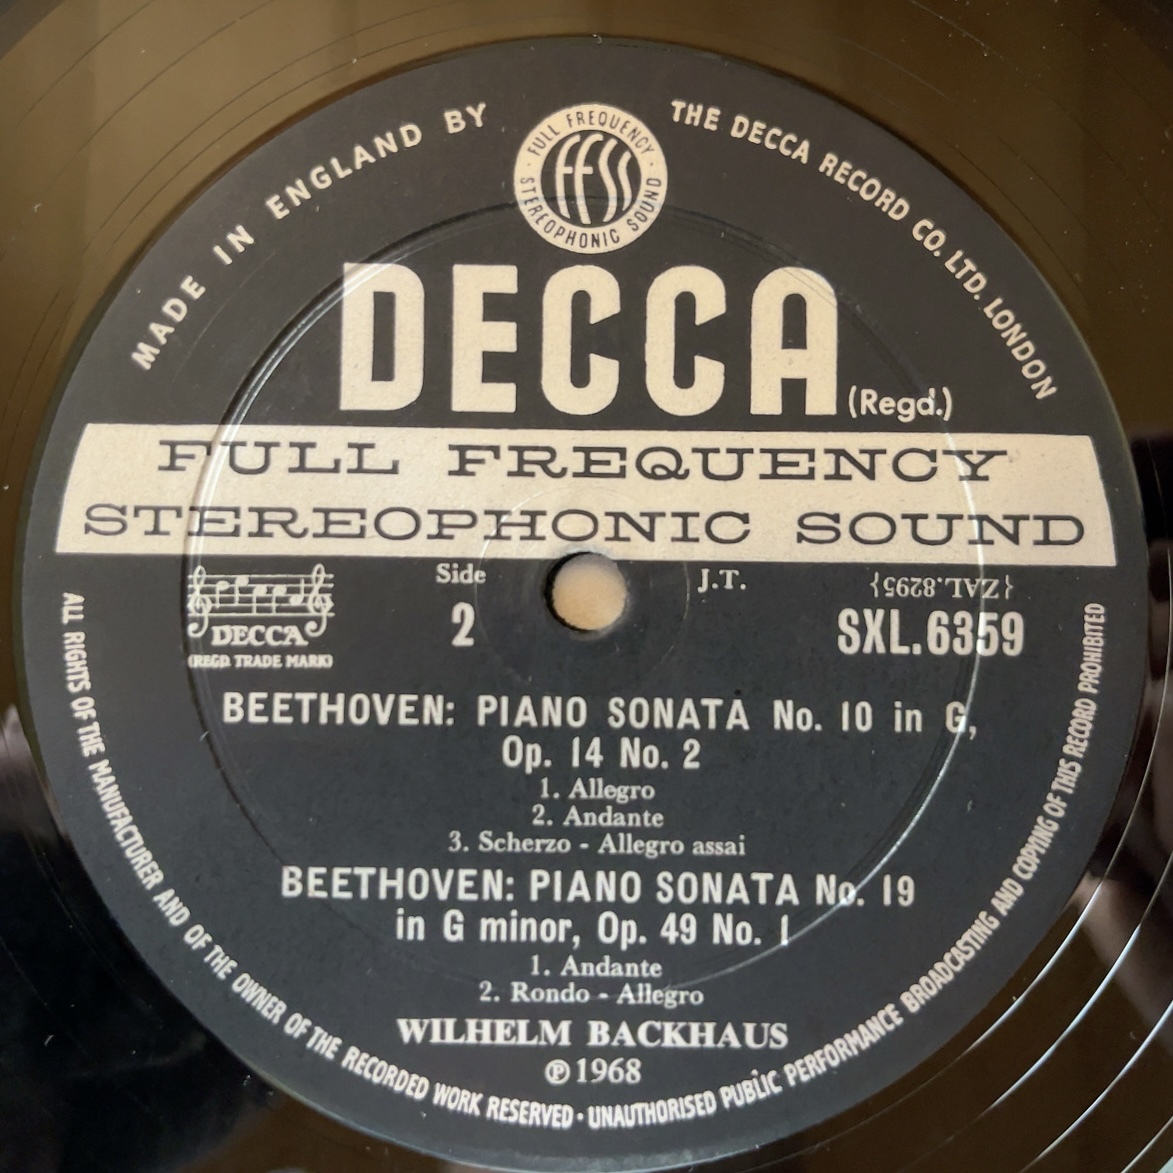 MADE IN ENGLAND BY
THE DECCA RECORD CO. LTD. LONDON
· FULL FREQUENCY ·
STEREOPHONIC SOUND
FFSS
DECCA (Regd.)
FULL FREQUENCY
STEREOPHONIC SOUND
DECCA
(REGD TRADE MARK)
Side
2
J.T.
{ZAL.8295}
SXL.6359
BEETHOVEN: PIANO SONATA No. 10 in G,
Op. 14 No. 2
1. Allegro
2. Andante
3. Scherzo - Allegro assai
BEETHOVEN: PIANO SONATA No. 19
in G minor, Op. 49 No. 1
1. Andante
2. Rondo - Allegro
WILHELM BACKHAUS
℗ 1968
ALL RIGHTS OF THE MANUFACTURER AND OF THE OWNER OF THE RECORDED WORK RESERVED · UNAUTHORISED PUBLIC PERFORMANCE BROADCASTING AND COPYING OF THIS RECORD PROHIBITED